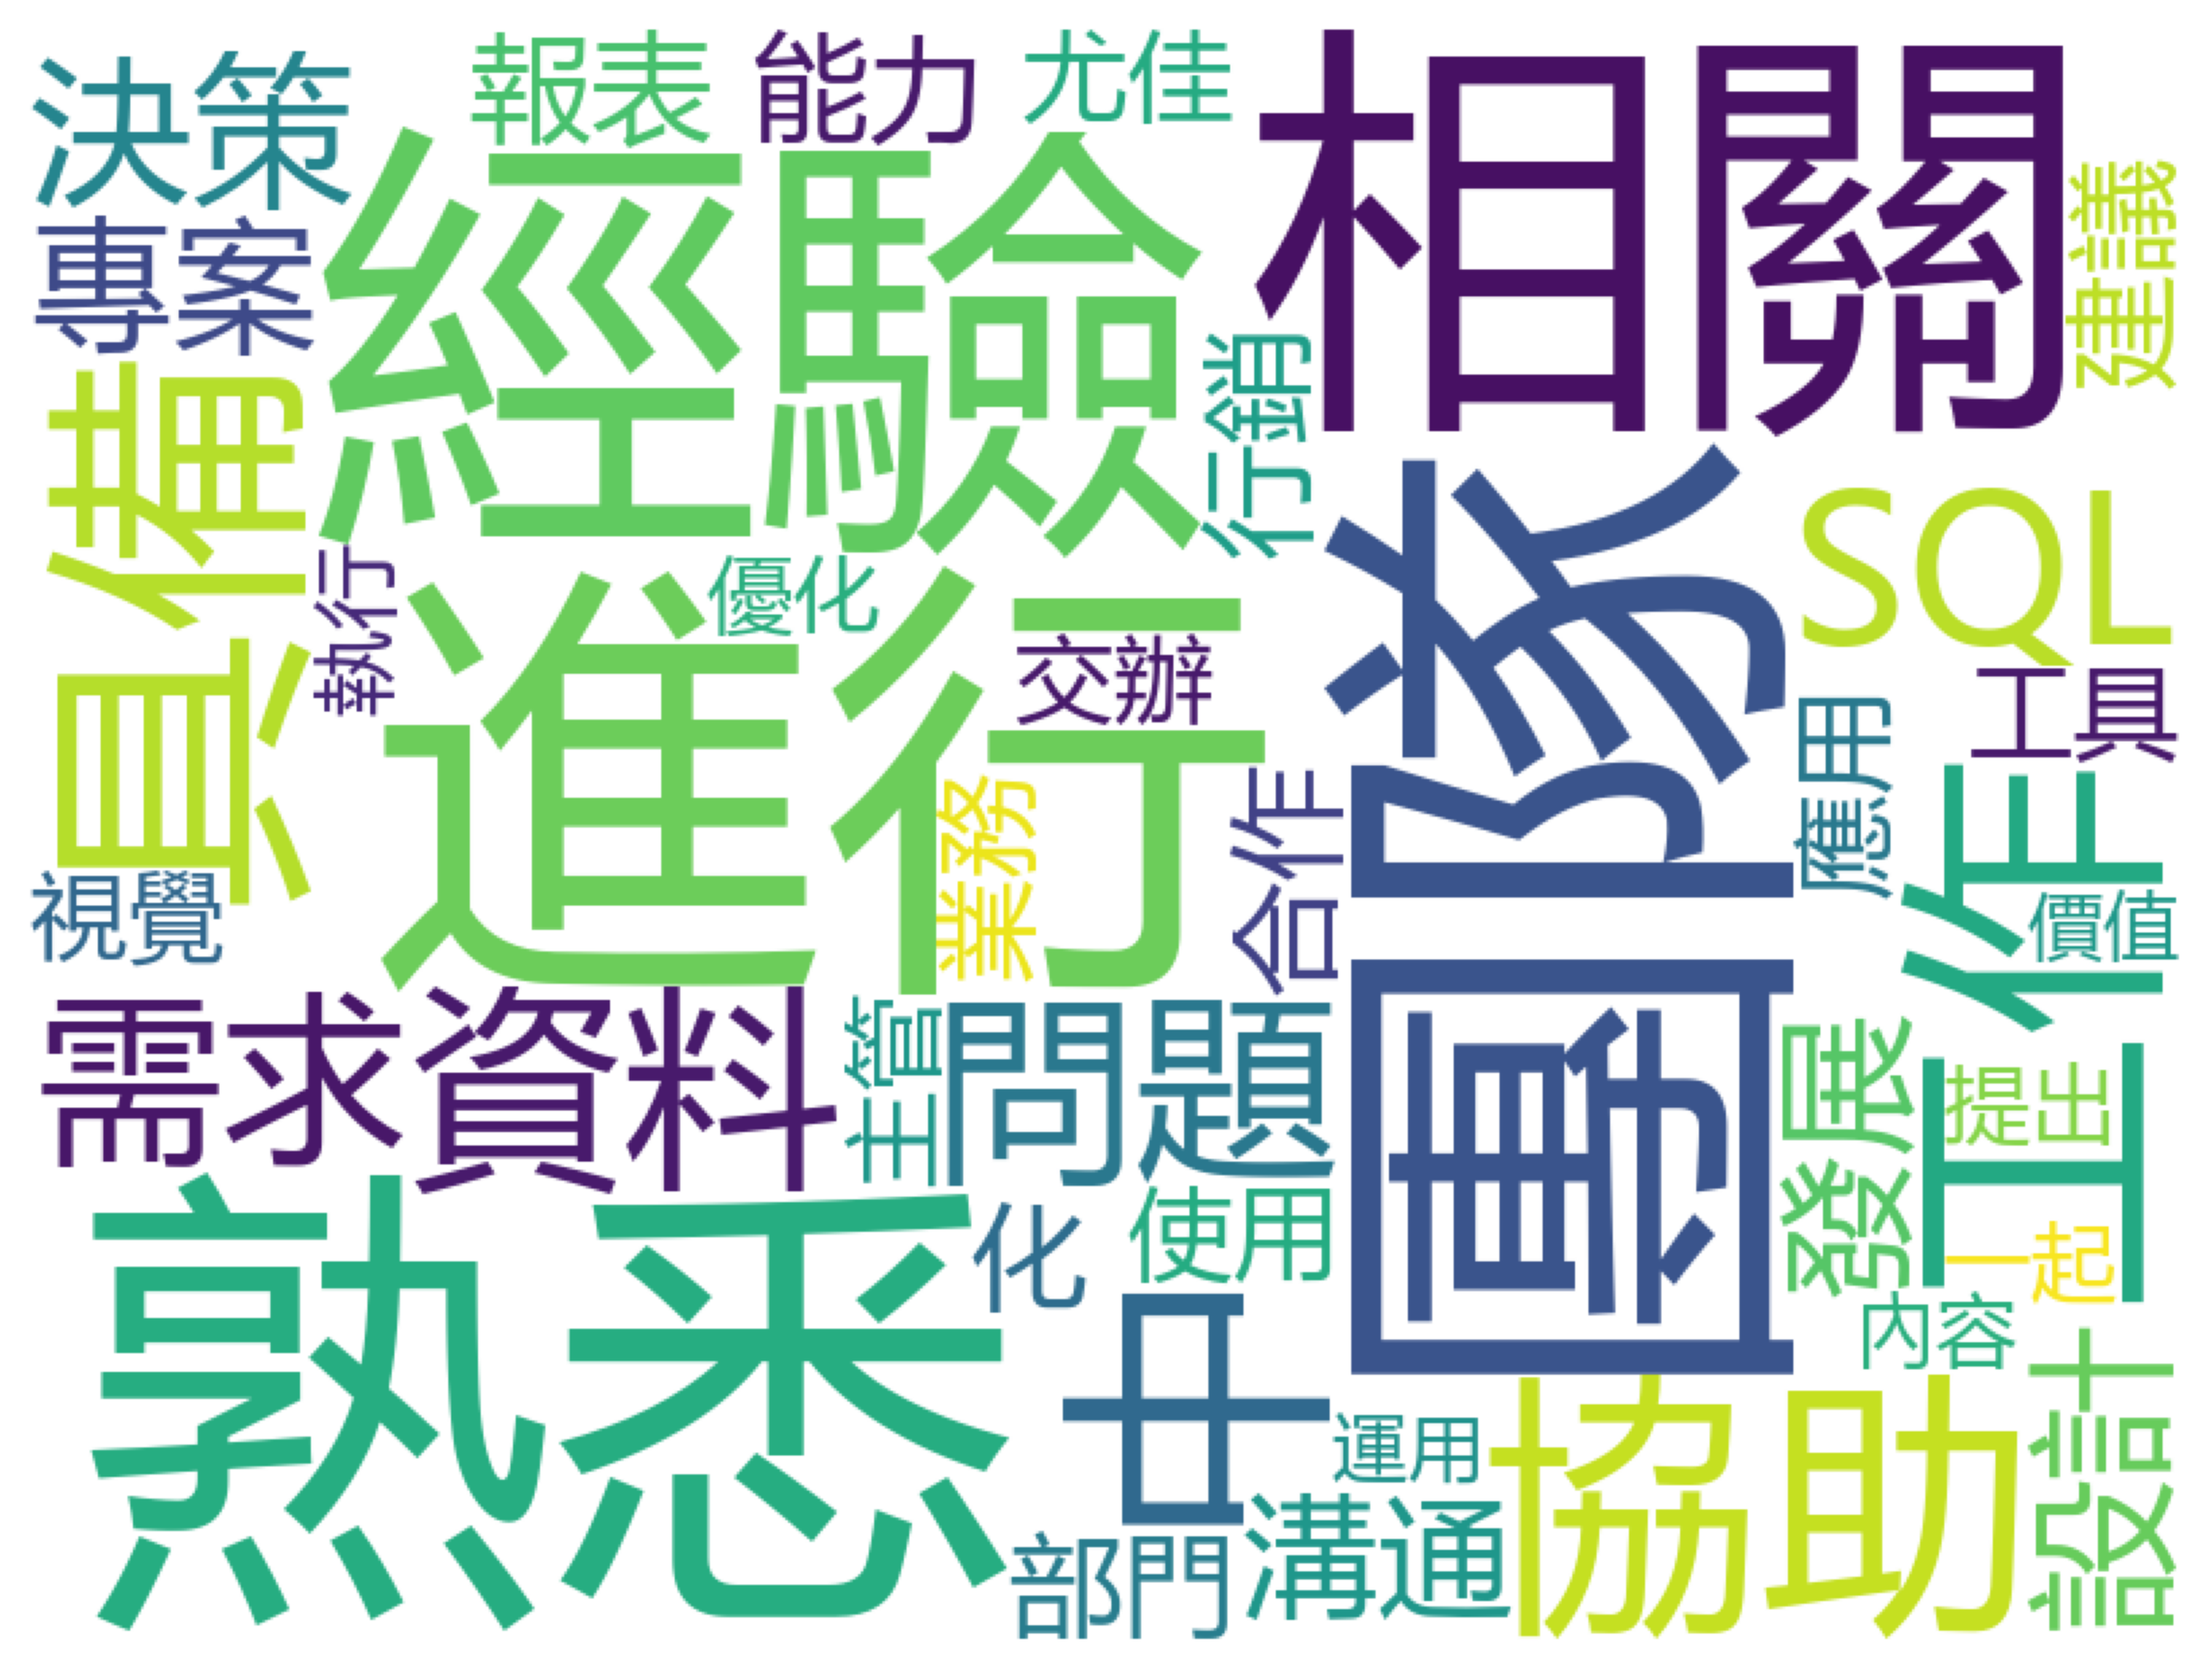 決策
報表
能力
尤佳
相關
建議
專案
經驗
行銷
具備
執行
優化
進行
交辦
業務
合作
團隊
SQL
工具
應用
工作
價值
視覺
需求
資料
主管
問題
發展
提出
熟悉
化
使用
一起
內容
中
運用
協助
設計
部門
溝通